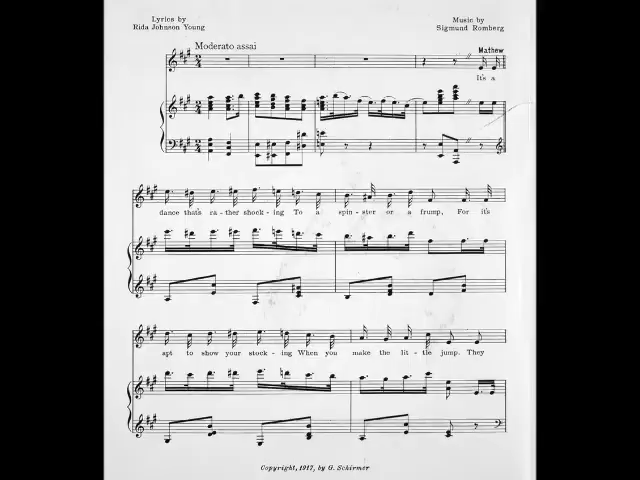 Lyrics by
Rida Johnson Young
Music by
Sigmund Romberg
Moderato assai
Mathew
It's a
dance that's ra - ther shock - ing To a spin - ster or a frump, For it's
apt to show your stock - ing When you make the lit - tle jump. They
Copyright, 1917, by G. Schirmer